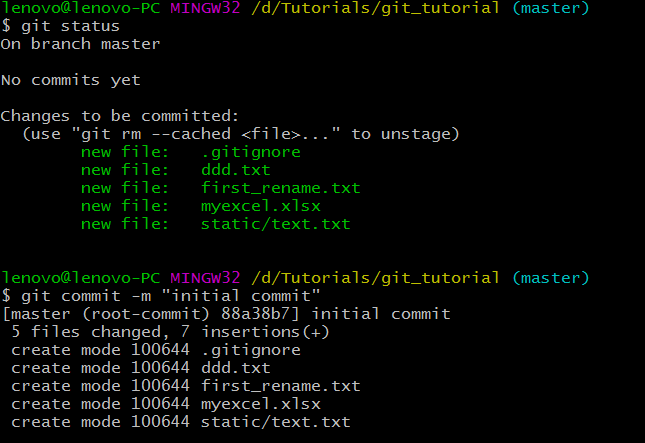 lenovo@lenovo-PC MINGW32 /d/Tutorials/git_tutorial (master)
$ git status
On branch master
No commits yet
Changes to be committed:
(use "git rm --cached <file>..." to unstage)
new file: .gitignore
new file: ddd.txt
new file: first_rename.txt
new file: myexcel.xlsx
new file: static/text.txt
lenovo@lenovo-PC MINGW32 /d/Tutorials/git_tutorial (master)
$ git commit -m "initial commit"
[master (root-commit) 88a38b7] initial commit
5 files changed, 7 insertions(+)
create mode 100644 .gitignore
create mode 100644 ddd.txt
create mode 100644 first_rename.txt
create mode 100644 myexcel.xlsx
create mode 100644 static/text.txt